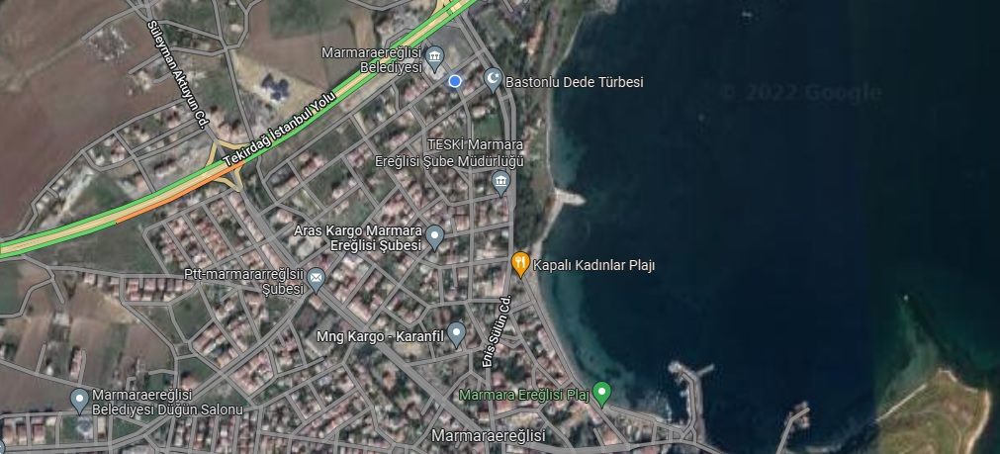 Süleyman Aktuyun Cd.
Marmaraereğlisi
Belediyesi
Bastonlu Dede Türbesi
© 2022 Google
Tekirdağ İstanbul Yolu
TESKİ Marmara
Ereğlisi Şube Müdürlüğü
Aras Kargo Marmara
Ereğlisi Şubesi
Kapalı Kadınlar Plajı
Ptt-marmararreğlsii
Şubesi
Enis Sülün Cd.
Mng Kargo - Karanfil
Marmaraereğlisi
Belediyesi Düğün Salonu
Marmara Ereğlisi Plaj
Marmaraereğlisi